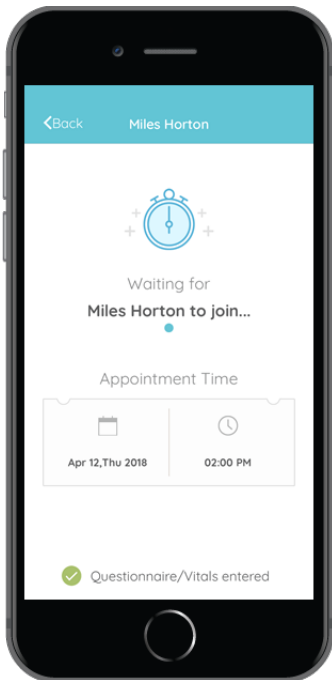 Back
Miles Horton
Waiting for
Miles Horton to join...
Appointment Time
Apr 12,Thu 2018
02:00 PM
Questionnaire/Vitals entered